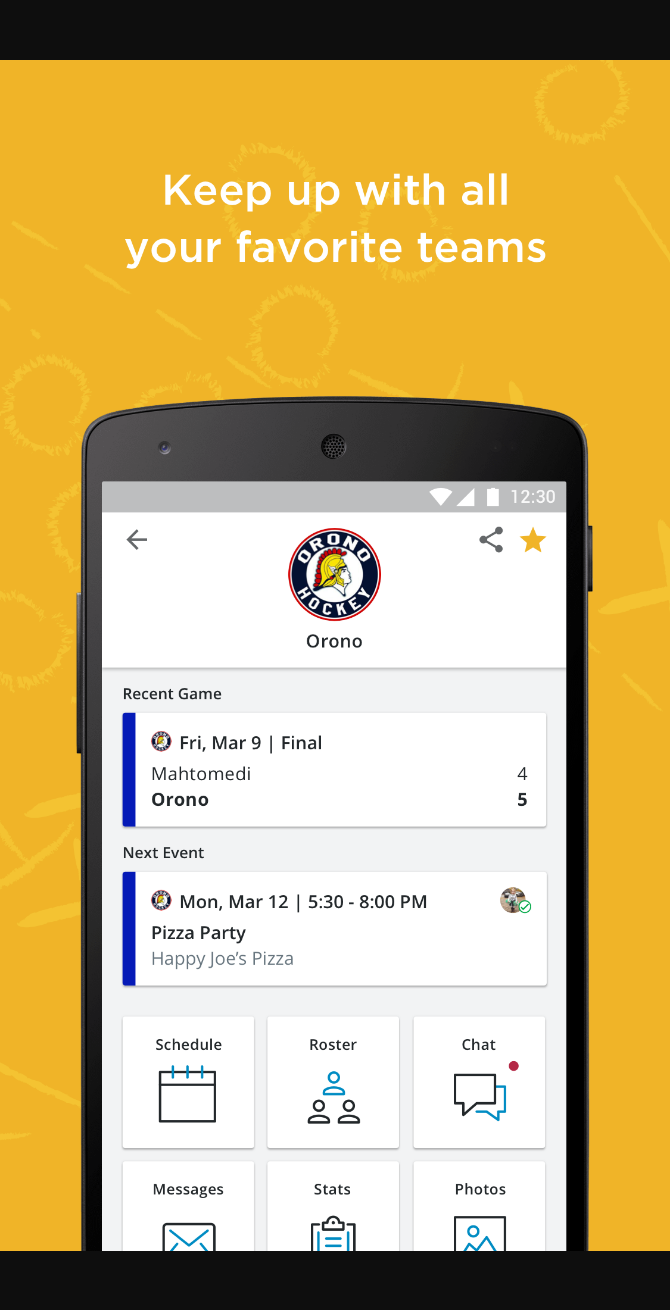 Keep up with all
your favorite teams
12:30
ORONO
HOCKEY
Orono
Recent Game
Fri, Mar 9 | Final
Mahtomedi 4
Orono 5
Next Event
Mon, Mar 12 | 5:30 - 8:00 PM
Pizza Party
Happy Joe’s Pizza
Schedule Roster Chat
Messages Stats Photos